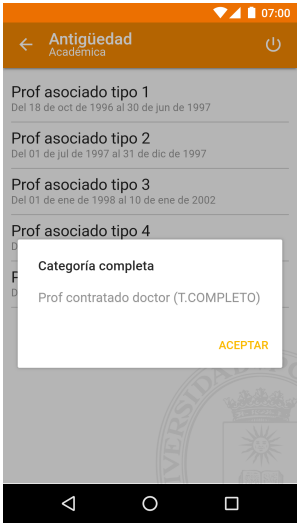 07:00
Antigüedad
Académica
Prof asociado tipo 1
Del 18 de oct de 1996 al 30 de jun de 1997
Prof asociado tipo 2
Del 01 de jul de 1997 al 31 de dic de 1997
Prof asociado tipo 3
Del 01 de ene de 1998 al 10 de ene de 2002
Prof asociado tipo 4
Categoría completa
Prof contratado doctor (T.COMPLETO)
ACEPTAR